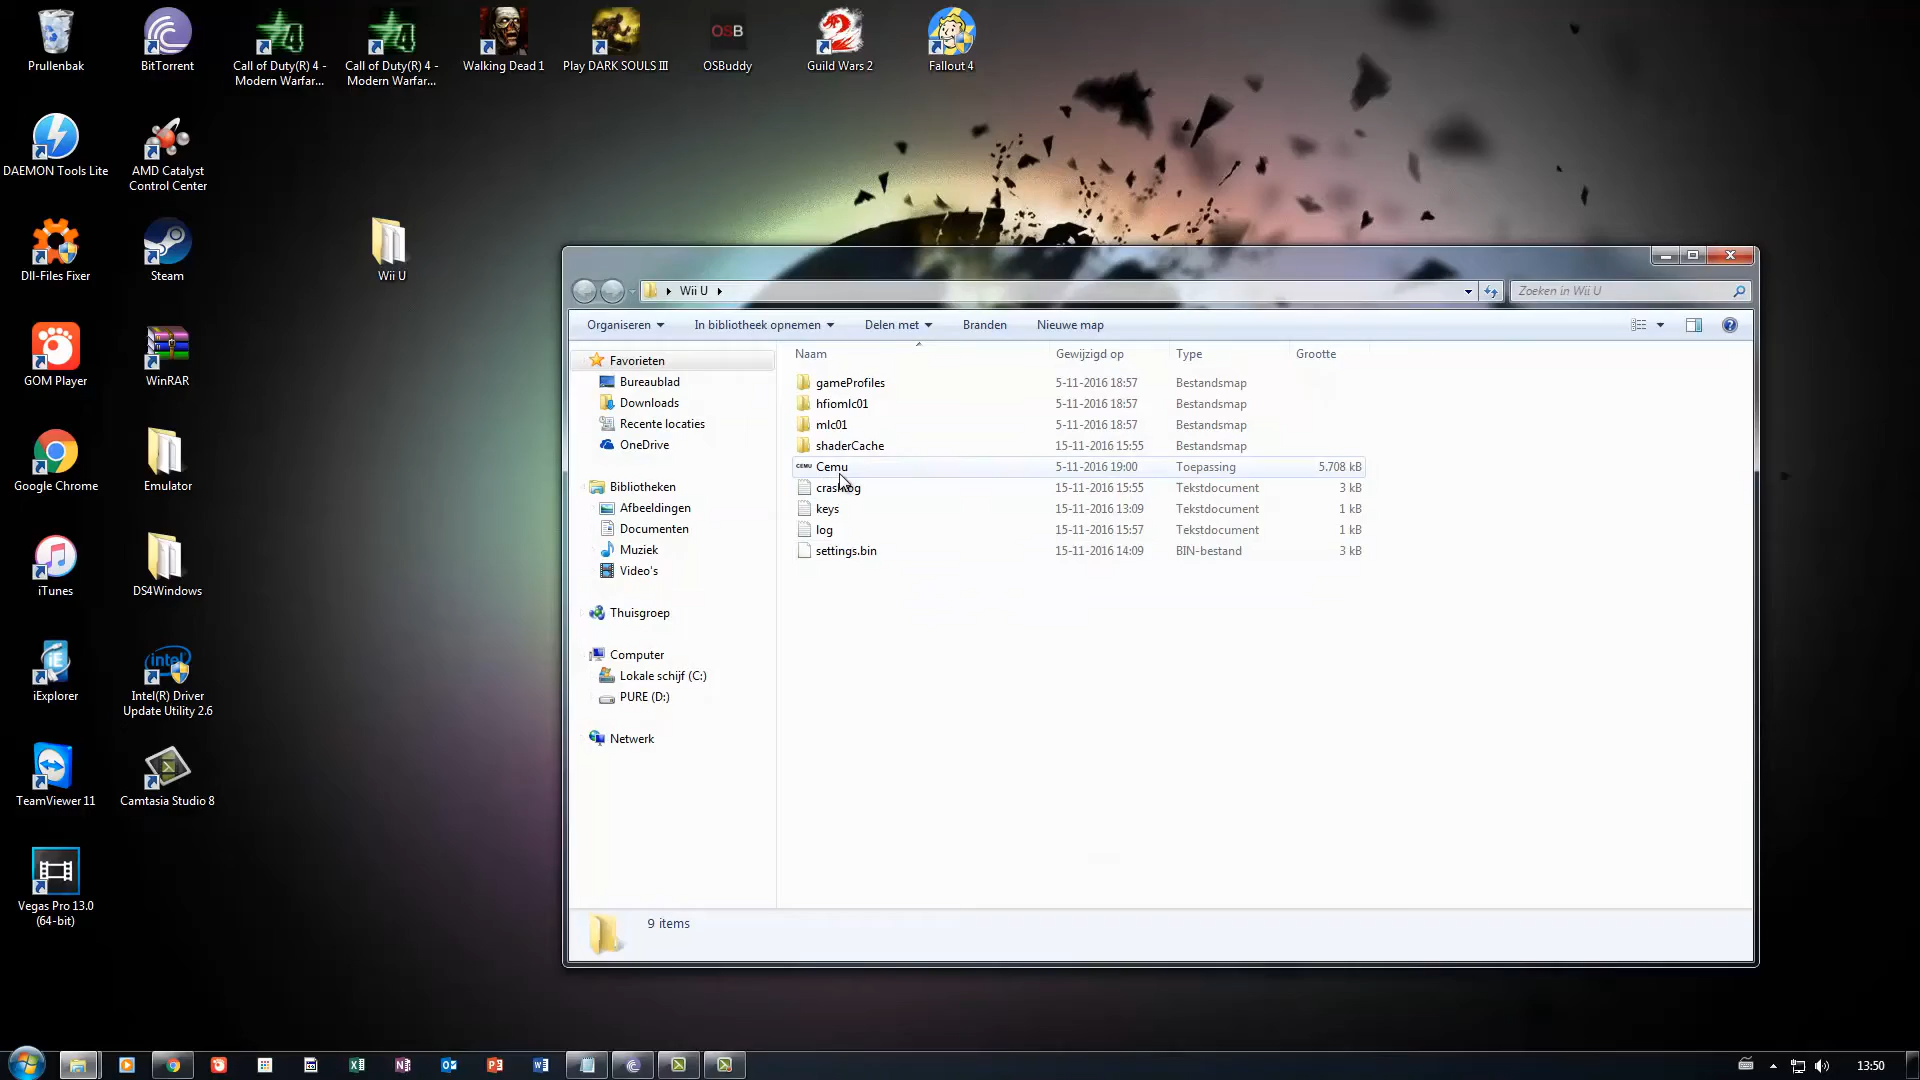 Prullenbak
BitTorrent
Call of Duty(R) 4 -
Modern Warfar...
Call of Duty(R) 4 -
Modern Warfar...
Walking Dead 1
Play DARK SOULS III
OSB
OSBuddy
Guild Wars 2
Fallout 4
DAEMON Tools Lite
AMD Catalyst
Control Center
Dll-Files Fixer
Steam
Wii U
GOM Player
WinRAR
Google Chrome
Emulator
iTunes
DS4Windows
iExplorer
Intel(R) Driver
Update Utility 2.6
TeamViewer 11
Camtasia Studio 8
Vegas Pro 13.0
(64-bit)
Wii U
Zoeken in Wii U
Organiseren
In bibliotheek opnemen
Delen met
Branden
Nieuwe map
Favorieten
Bureaublad
Downloads
Recente locaties
OneDrive
Bibliotheken
Afbeeldingen
Documenten
Muziek
Video's
Thuisgroep
Computer
Lokale schijf (C:)
PURE (D:)
Netwerk
Naam Gewijzigd op Type Grootte
gameProfiles 5-11-2016 18:57 Bestandsmap
hfiomlc01 5-11-2016 18:57 Bestandsmap
mlc01 5-11-2016 18:57 Bestandsmap
shaderCache 15-11-2016 15:55 Bestandsmap
CEMU Cemu 5-11-2016 19:00 Toepassing 5.708 kB
15-11-2016 15:55 Tekstdocument 3 kB
keys 15-11-2016 13:09 Tekstdocument 1 kB
log 15-11-2016 15:57 Tekstdocument 1 kB
settings.bin 15-11-2016 14:09 BIN-bestand 3 kB
9 items
13:50